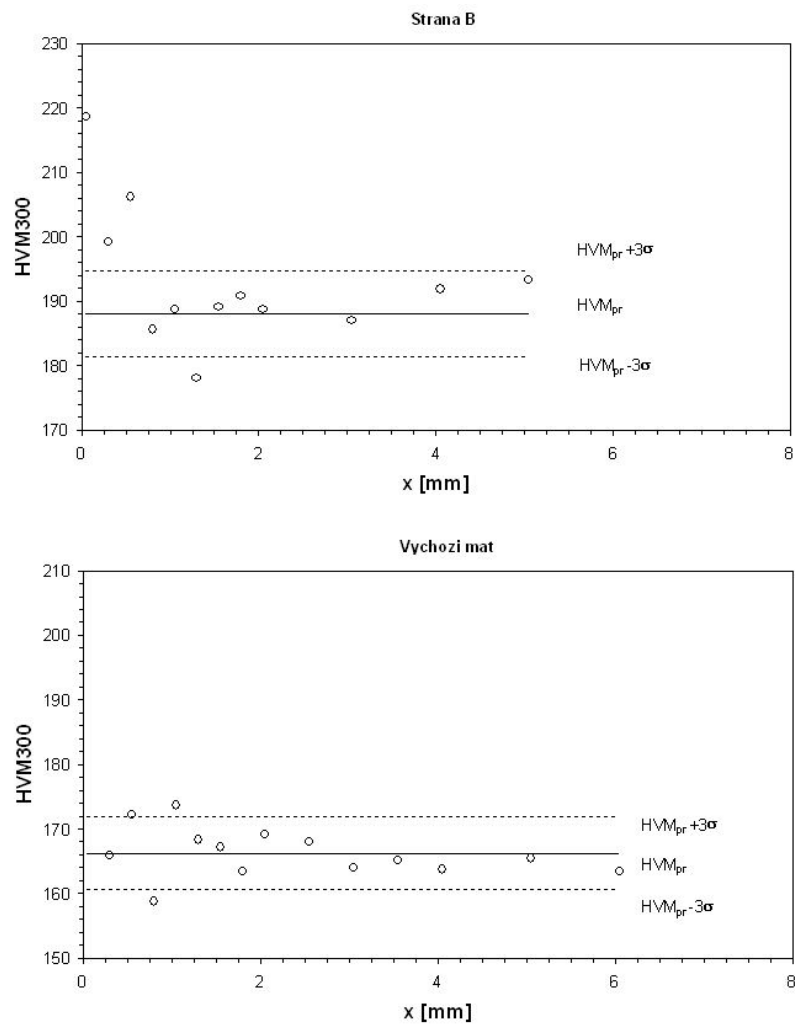 Strana B
230
220
210
200
190
180
170
HVM300
HVMpr +3σ
HVMpr
HVMpr -3σ
0
2
4
6
8
x [mm]
Vychozi mat
210
200
190
180
170
160
150
HVM300
HVMpr +3σ
HVMpr
HVMpr -3σ
0
2
4
6
8
x [mm]